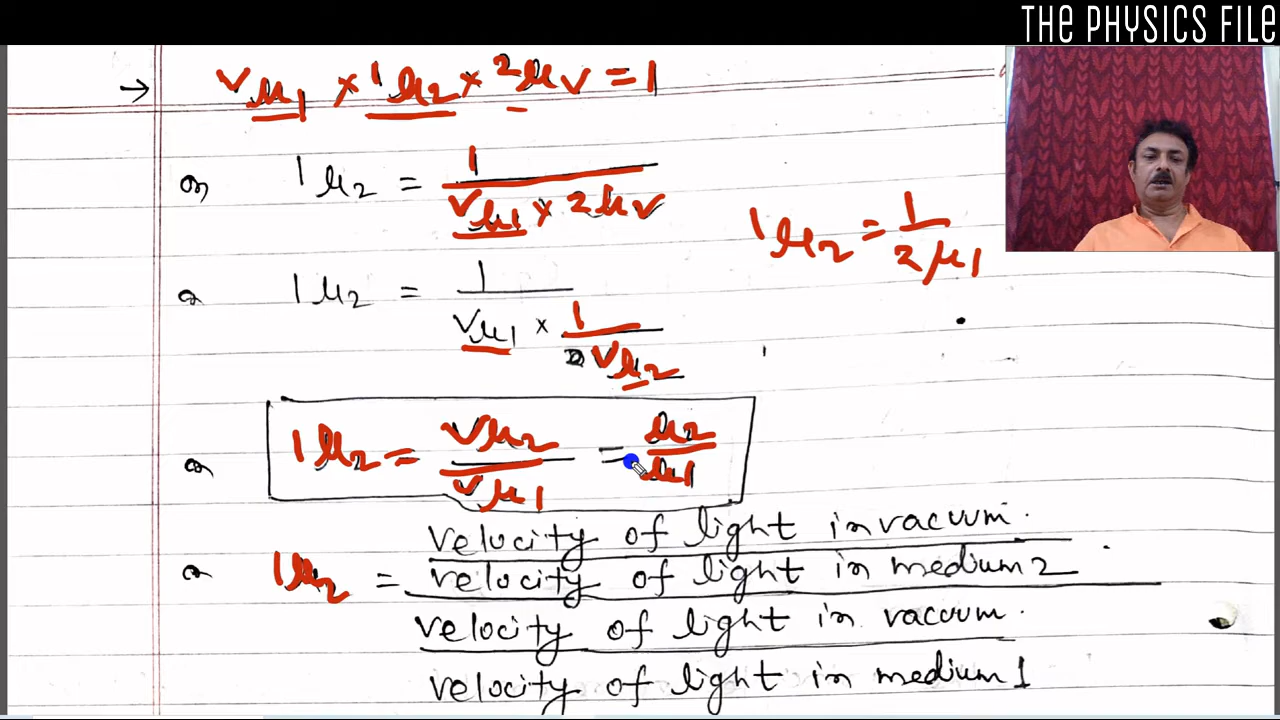 THE PHYSICS FILE
→ vμ1 × 1μ2 × 2μv = 1
or 1μ2 = 1 / vμ1 × 2μv
1μ2 = 1 / 2μ1
or 1μ2 = 1 / vμ1 × 1 / vμ2
or 1μ2 = vμ2 / vμ1 = μ2 / μ1
velocity of light in vacuum.
or 1μ2 = velocity of light in medium 2
velocity of light in vacuum.
velocity of light in medium 1